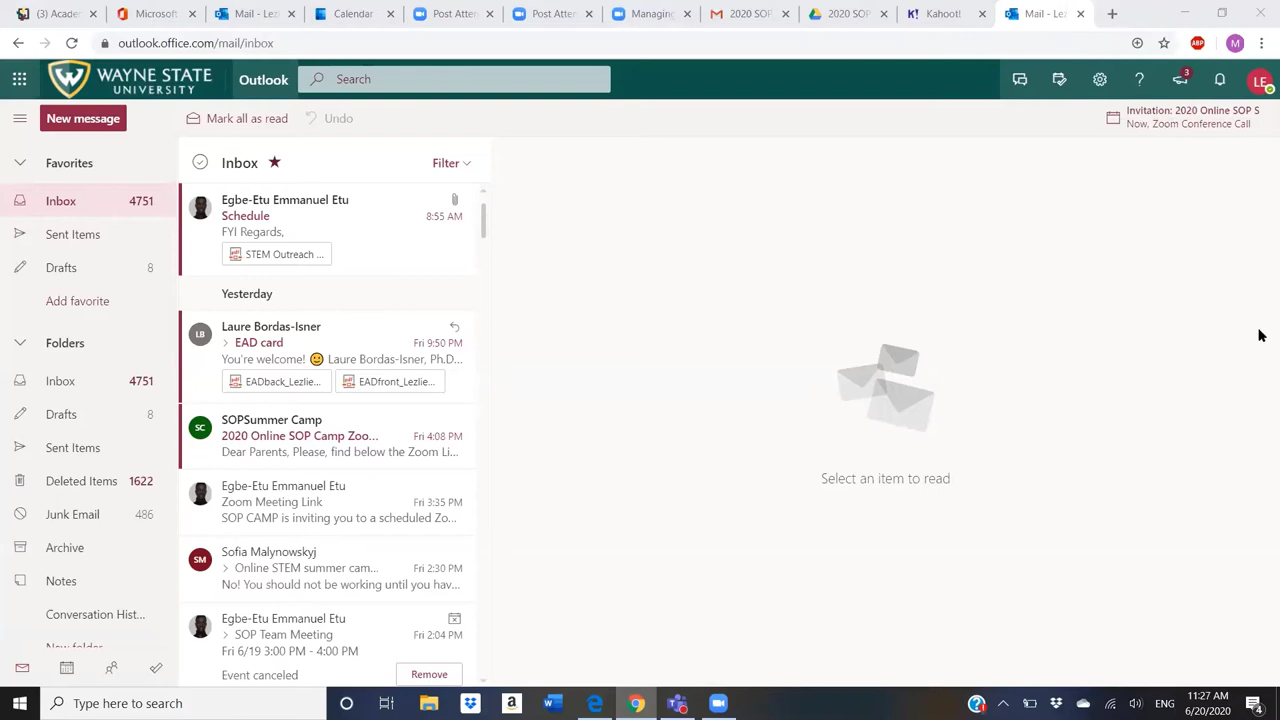 (3) Acader
Microsoft
Mail - Lezl
Calendar
Post Atten
Post Atten
Managing
2020 SOP
2020 SOP
Kahoot!
Mail - Lez
outlook.office.com/mail/inbox
ABP
M
WAYNE STATE
UNIVERSITY
Outlook
Search
3
LE
New message
Mark all as read
Undo
Invitation: 2020 Online SOP S
Now, Zoom Conference Call
Favorites
Inbox 4751
Sent Items
Drafts 8
Add favorite
Folders
Inbox 4751
Drafts 8
Sent Items
Deleted Items 1622
Junk Email 486
Archive
Notes
Conversation Hist...
New folder
Inbox
Filter
Egbe-Etu Emmanuel Etu
Schedule 8:55 AM
FYI Regards,
STEM Outreach ...
Yesterday
LB
Laure Bordas-Isner
EAD card Fri 9:50 PM
You're welcome! 🙂 Laure Bordas-Isner, Ph.D...
EADback_Lezlie...
EADfront_Lezlie...
SC
SOPSummer Camp
2020 Online SOP Camp Zoo... Fri 4:08 PM
Dear Parents, Please, find below the Zoom Li...
Egbe-Etu Emmanuel Etu
Zoom Meeting Link Fri 3:35 PM
SOP CAMP is inviting you to a scheduled Zo...
SM
Sofia Malynowskyj
Online STEM summer cam... Fri 2:30 PM
No! You should not be working until you hav...
Egbe-Etu Emmanuel Etu
SOP Team Meeting Fri 2:04 PM
Fri 6/19 3:00 PM - 4:00 PM
Event canceled
Remove
Select an item to read
Type here to search
ENG
11:27 AM
6/20/2020
4